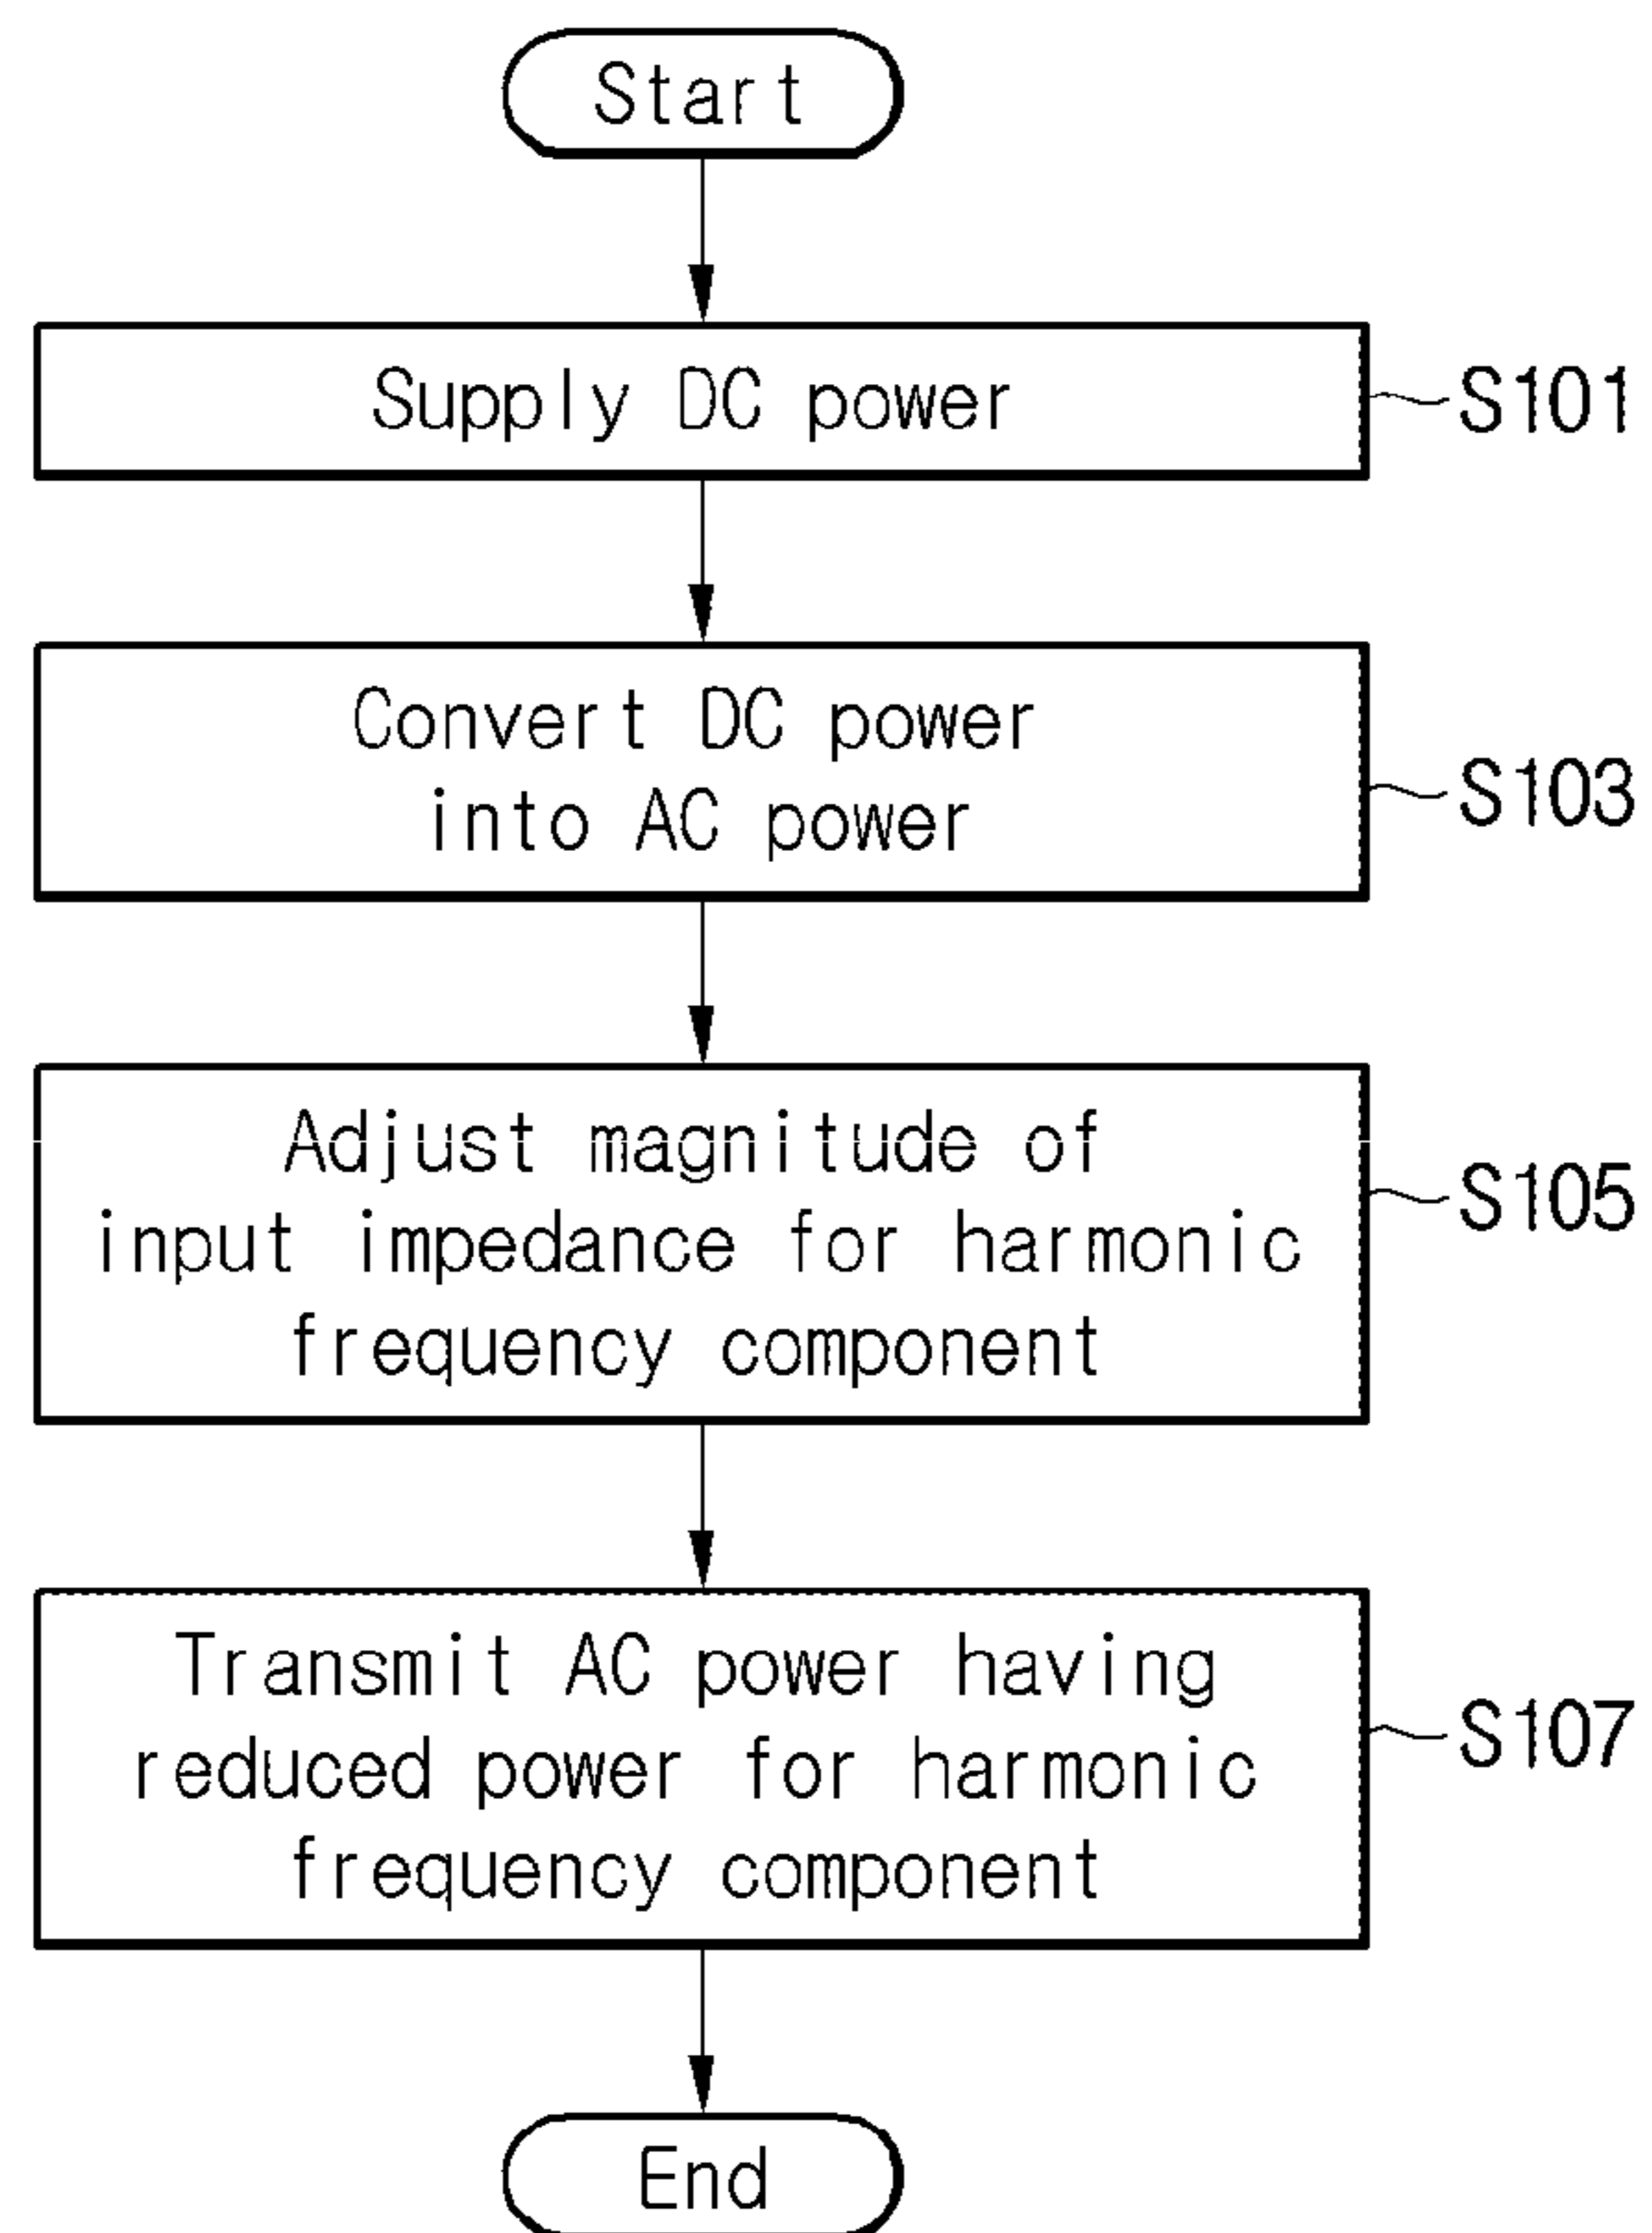 Start
Supply DC power
S101
Convert DC power
into AC power
S103
Adjust magnitude of
input impedance for harmonic
frequency component
S105
Transmit AC power having
reduced power for harmonic
frequency component
S107
End